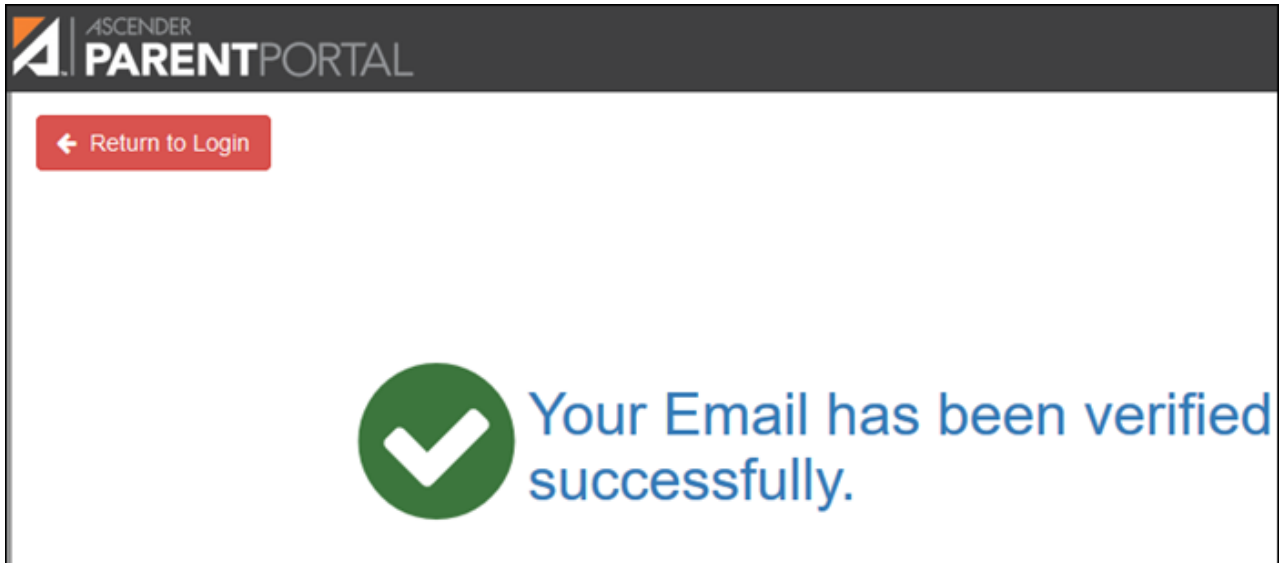 ASCENDER
PARENTPORTAL
Return to Login
Your Email has been verified
successfully.